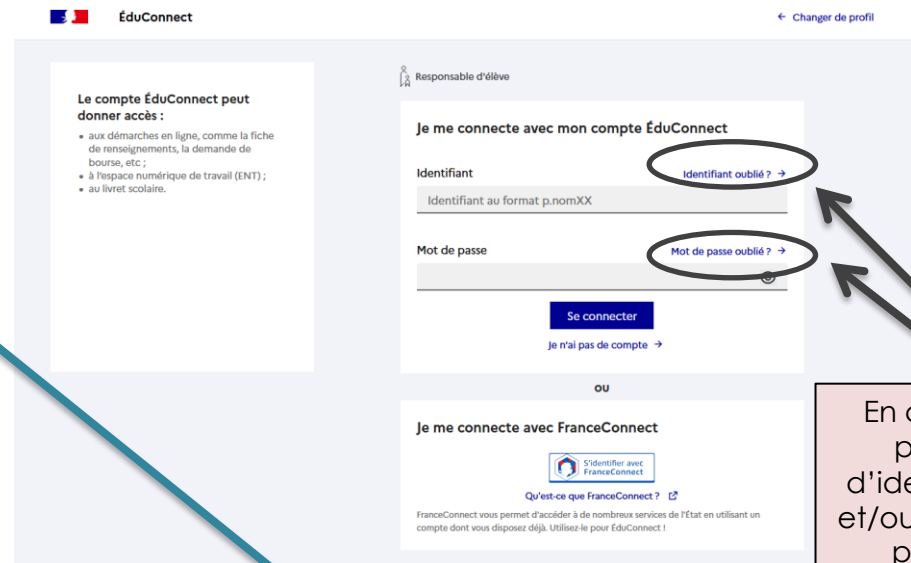 ÉduConnect
← Changer de profil
Le compte ÉduConnect peut
donner accès :
• aux démarches en ligne, comme la fiche
de renseignements, la demande de
bourse, etc ;
• à l'espace numérique de travail (ENT) ;
• au livret scolaire.
Responsable d'élève
Je me connecte avec mon compte ÉduConnect
Identifiant
Identifiant oublié ? →
Identifiant au format p.nomXX
Mot de passe
Mot de passe oublié ? →
Se connecter
Je n'ai pas de compte →
OU
Je me connecte avec FranceConnect
S'identifier avec
FranceConnect
Qu'est-ce que FranceConnect ?
FranceConnect vous permet d'accéder à de nombreux services de l'État en utilisant un
compte dont vous disposez déjà. Utilisez-le pour ÉduConnect !
En
et/ou